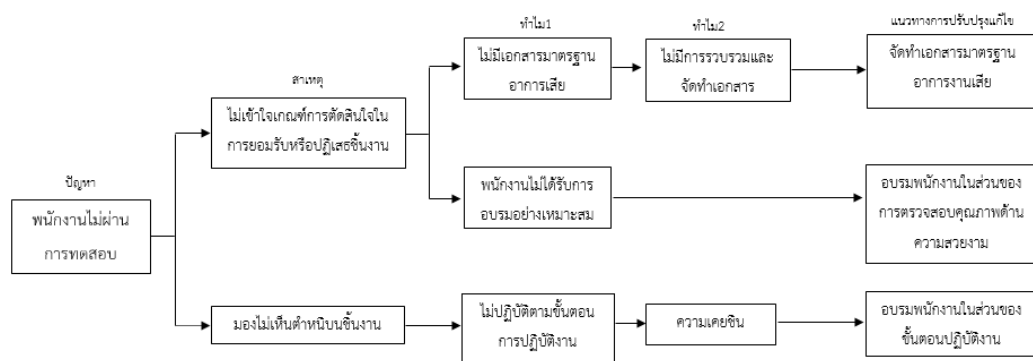 ปัญหา
พนักงานไม่ผ่าน
การทดสอบ
สาเหตุ
ไม่เข้าใจเกณฑ์การตัดสินใจใน
การยอมรับหรือปฏิเสธชิ้นงาน
มองไม่เห็นตำหนิบนชิ้นงาน
ทำไม1
ไม่มีเอกสารมาตรฐาน
อาการเสีย
พนักงานไม่ได้รับการ
อบรมอย่างเหมาะสม
ไม่ปฏิบัติตามขั้นตอน
การปฏิบัติงาน
ทำไม2
ไม่มีการรวบรวมและ
จัดทำเอกสาร
ความเคยชิน
แนวทางการปรับปรุงแก้ไข
จัดทำเอกสารมาตรฐาน
อาการงานเสีย
อบรมพนักงานในส่วนของ
การตรวจสอบคุณภาพด้าน
ความสวยงาม
อบรมพนักงานในส่วนของ
ขั้นตอนปฏิบัติงาน